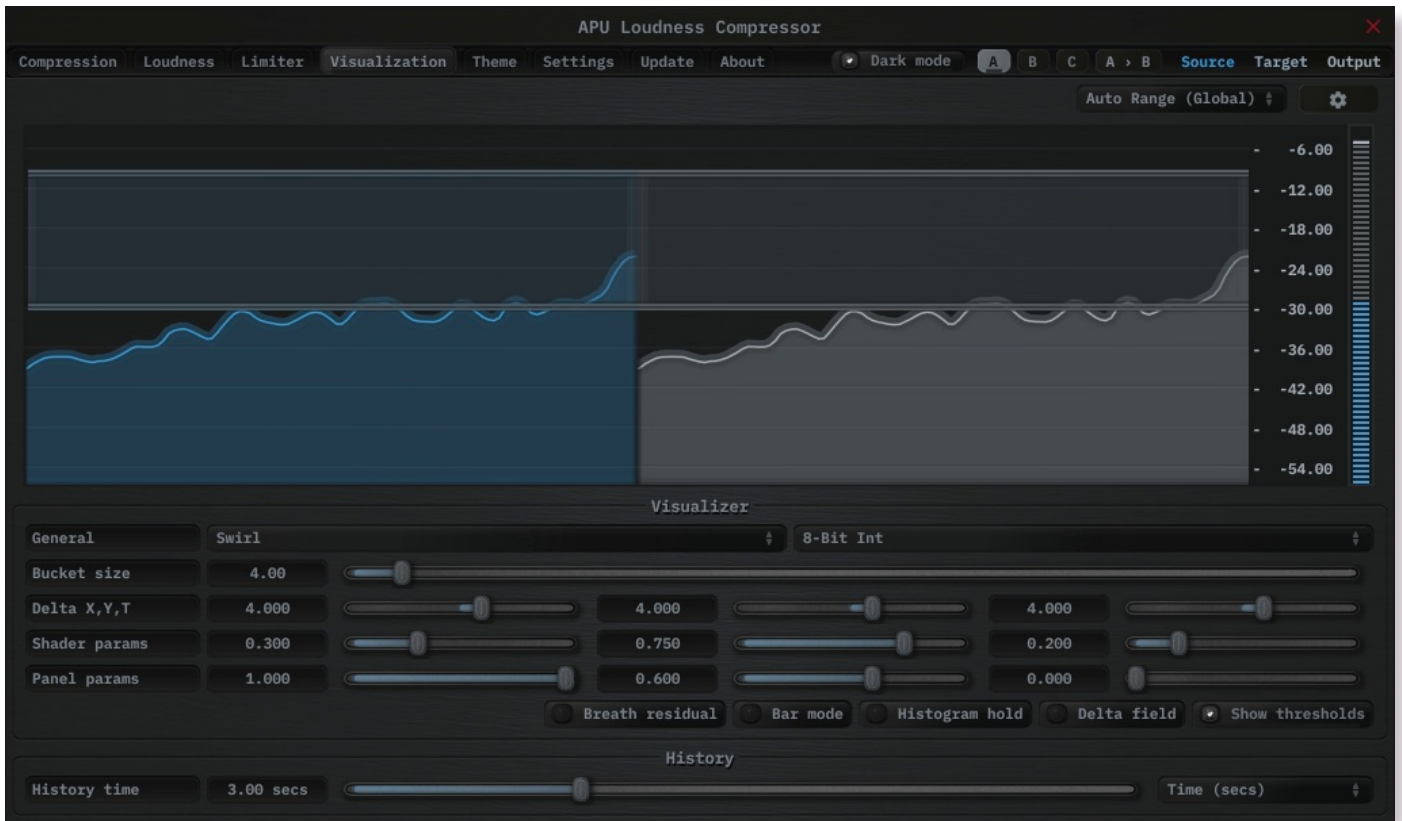 APU Loudness Compressor
Compression Loudness Limiter Visualization Theme Settings Update About Dark mode A B C A › B Source Target Output
Auto Range (Global)
- -6.00
- -12.00
- -18.00
- -24.00
- -30.00
- -36.00
- -42.00
- -48.00
- -54.00
Visualizer
General Swirl 8-Bit Int
Bucket size 4.00
Delta X,Y,T 4.000 4.000 4.000
Shader params 0.300 0.750 0.200
Panel params 1.000 0.600 0.000
Breath residual Bar mode Histogram hold Delta field Show thresholds
History
History time 3.00 secs Time (secs)